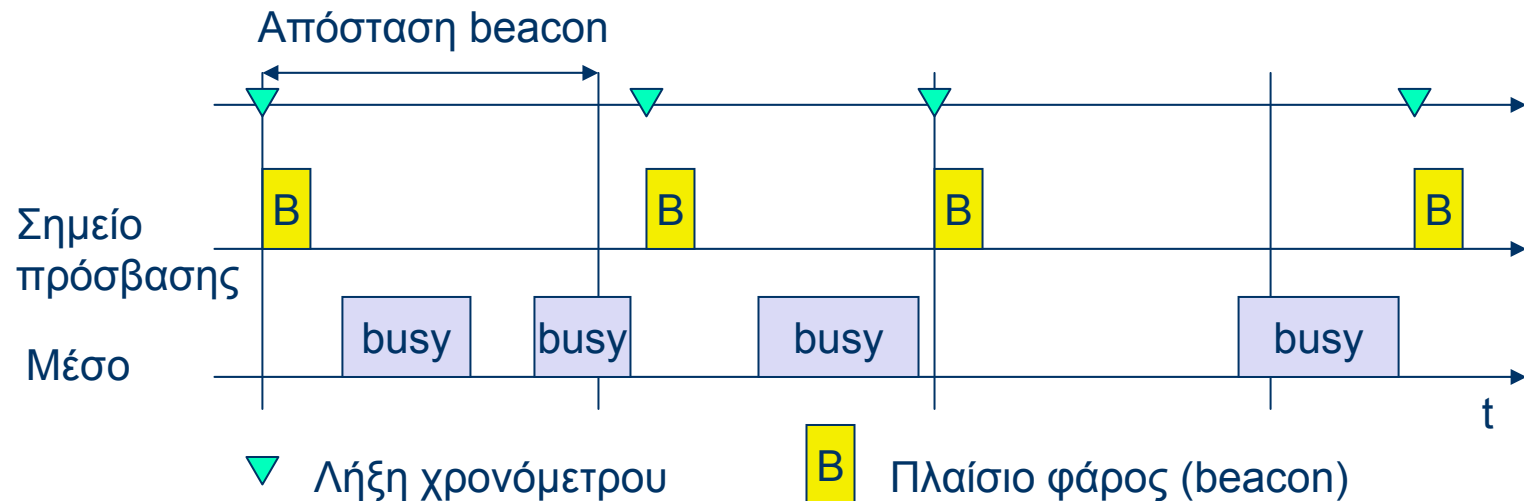 Απόσταση beacon
B B B B
Σημείο
πρόσβασης
busy busy busy busy
Μέσο
t
Λήξη χρονόμετρου
B Πλαίσιο φάρος (beacon)